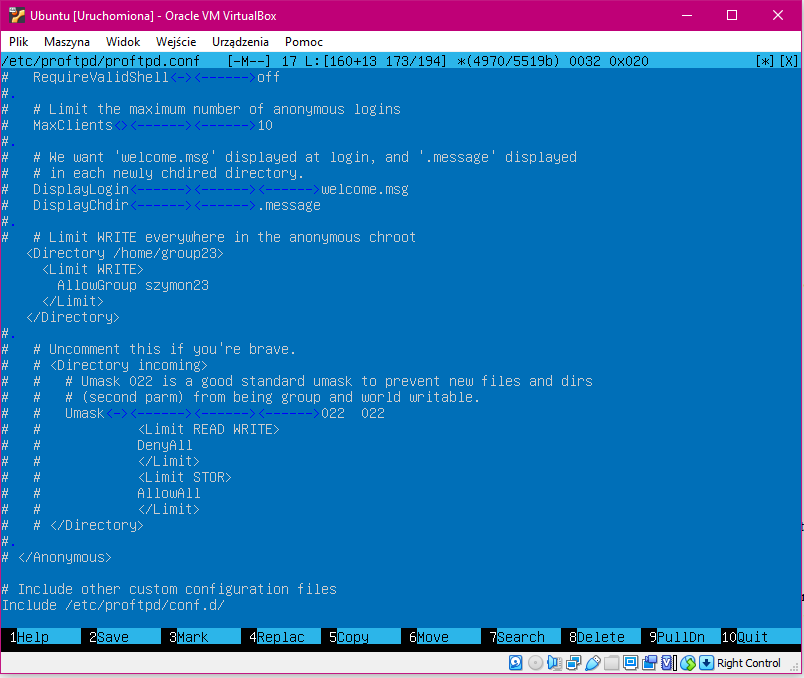 Ubuntu [Uruchomiona] - Oracle VM VirtualBox
Plik Maszyna Widok Wejście Urządzenia Pomoc
/etc/proftpd/proftpd.conf [-M--] 17 L:[160+13 173/194] *(4970/5519b) 0032 0x020 [*][X]
# RequireValidShell<-><------>off
#.
# # Limit the maximum number of anonymous logins
# MaxClients<><------><------>10
#.
# # We want 'welcome.msg' displayed at login, and '.message' displayed
# # in each newly chdired directory.
# DisplayLogin<------><------><------>welcome.msg
# DisplayChdir<------><------>.message
#.
# # Limit WRITE everywhere in the anonymous chroot
<Directory /home/group23>
<Limit WRITE>
AllowGroup szymon23
</Limit>
</Directory>
#.
# # Uncomment this if you're brave.
# # <Directory incoming>
# # # Umask 022 is a good standard umask to prevent new files and dirs
# # # (second parm) from being group and world writable.
# # Umask<-><------><------><------>022 022
# # <Limit READ WRITE>
# # DenyAll
# # </Limit>
# # <Limit STOR>
# # AllowAll
# # </Limit>
# # </Directory>
#.
# </Anonymous>
# Include other custom configuration files
Include /etc/proftpd/conf.d/
1Help 2Save 3Mark 4Replac 5Copy 6Move 7Search 8Delete 9PullDn 10Quit
Right Control